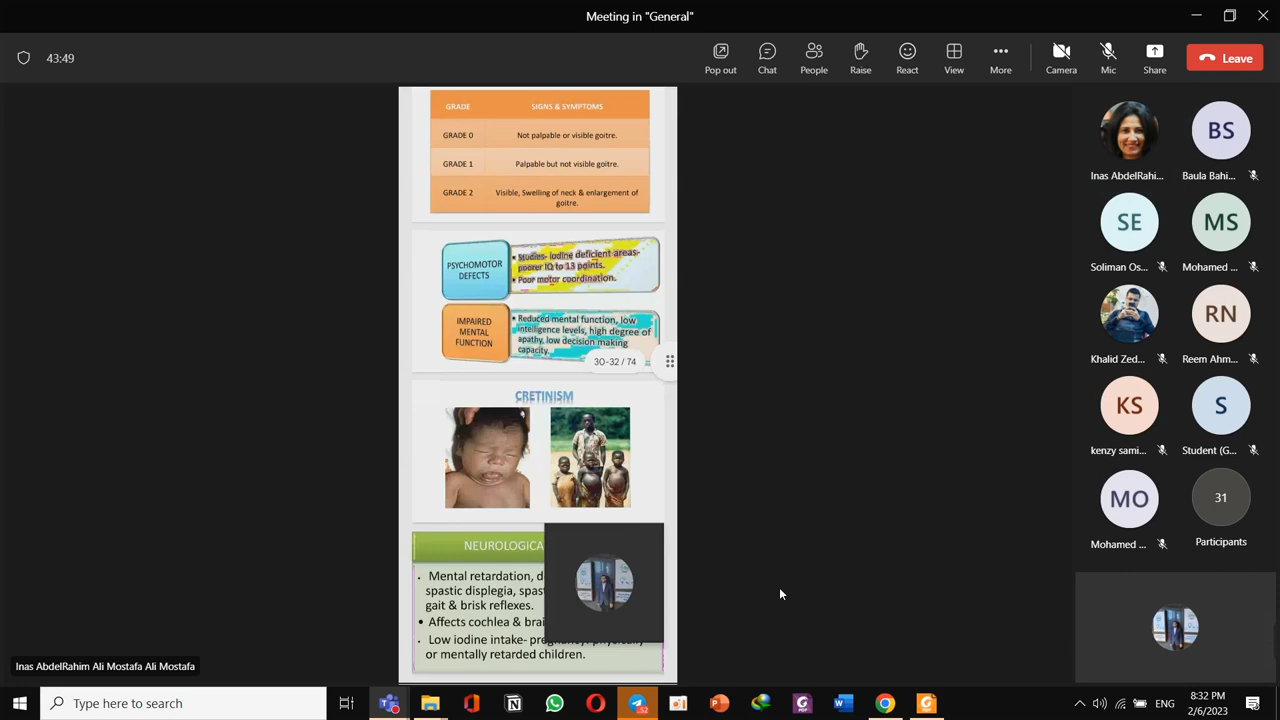 Meeting in "General"
43:49
Pop out
Chat
People
Raise
React
View
More
Camera
Mic
Share
Leave
GRADE SIGNS & SYMPTOMS
GRADE 0 Not palpable or visible goitre.
GRADE 1 Palpable but not visible goitre.
GRADE 2 Visible, Swelling of neck & enlargement of
goitre.
PSYCHOMOTOR
DEFECTS
• Studies- Iodine deficient areas-
poorer IQ to 13 points.
• Poor motor coordination.
IMPAIRED
MENTAL
FUNCTION
• Reduced mental function, low
intelligence levels, high degree of
apathy, low decision making
capacity.
30-32 / 74
CRETINISM
NEUROLOGICA
. Mental retardation, d
spastic displegia, spas
gait & brisk reflexes.
• Affects cochlea & brai
. Low iodine intake- pregnancy: physically
or mentally retarded children.
Inas AbdelRahi...
BS
Baula Bahi...
SE
Soliman Os...
MS
Mohamed ...
Khalid Zed...
RN
Reem Ahm...
KS
kenzy sami...
S
Student (G...
MO
Mohamed ...
31
Participants
Inas AbdelRahim Ali Mostafa Ali Mostafa
Type here to search
52
ENG
8:32 PM
2/6/2023